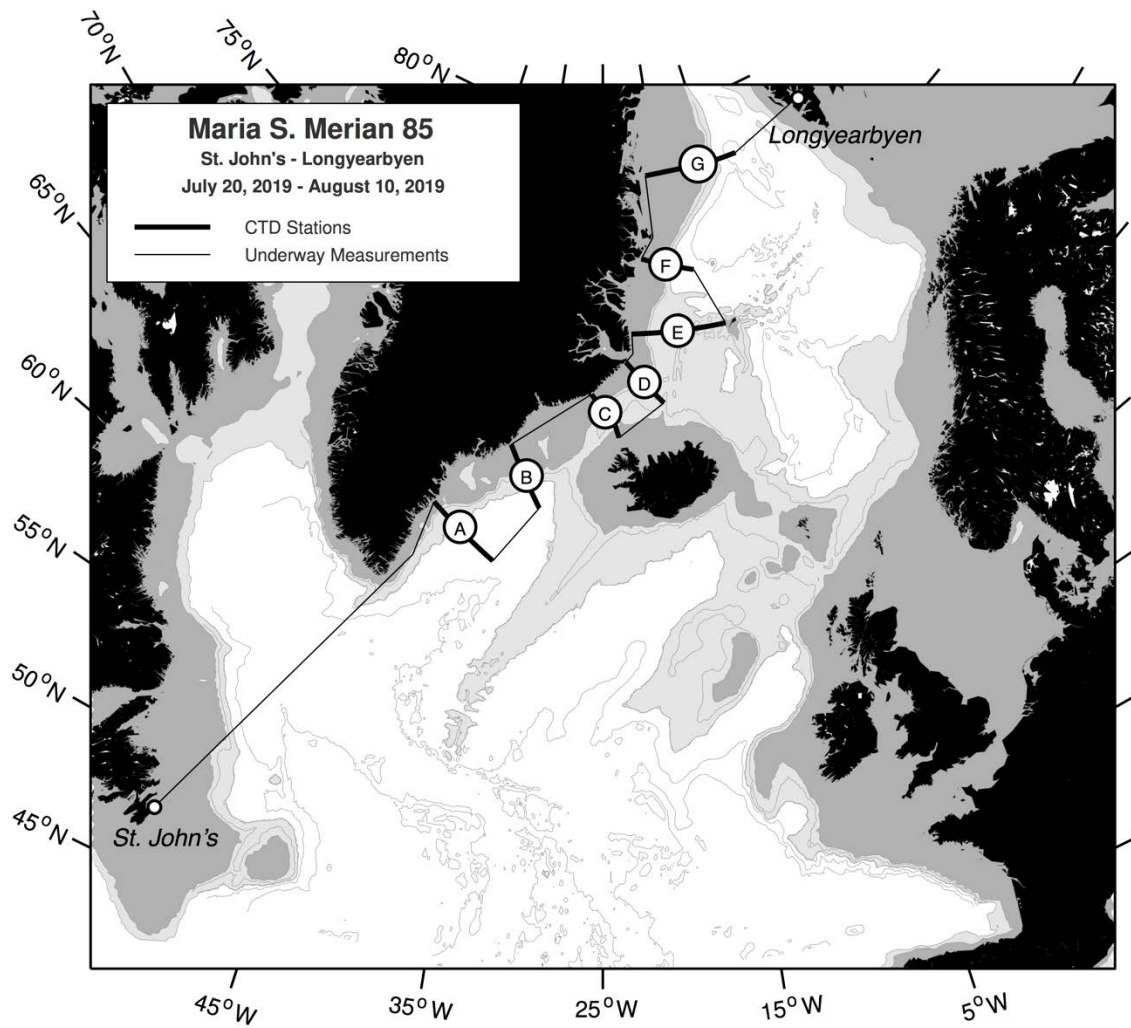 70°N
75°N
80°N
Maria S. Merian 85
St. John's - Longyearbyen
July 20, 2019 - August 10, 2019
CTD Stations
Underway Measurements
Longyearbyen
G
65°N
F
E
60°N
D
C
B
A
55°N
50°N
St. John's
45°N
45°W
35°W
25°W
15°W
5°W